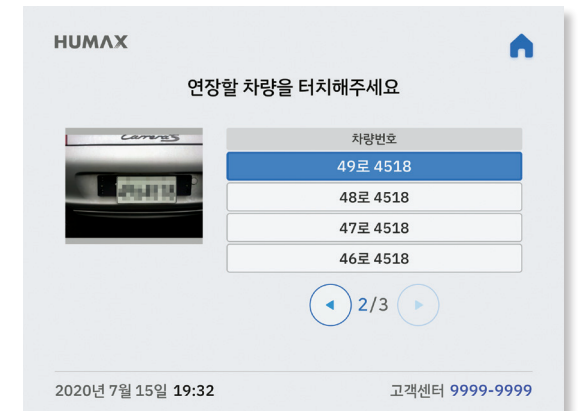 HUMAX
연장할 차량을 터치해주세요
Carrera S
차량번호
49로 4518
48로 4518
47로 4518
46로 4518
2/3
2020년 7월 15일 19:32
고객센터 9999-9999